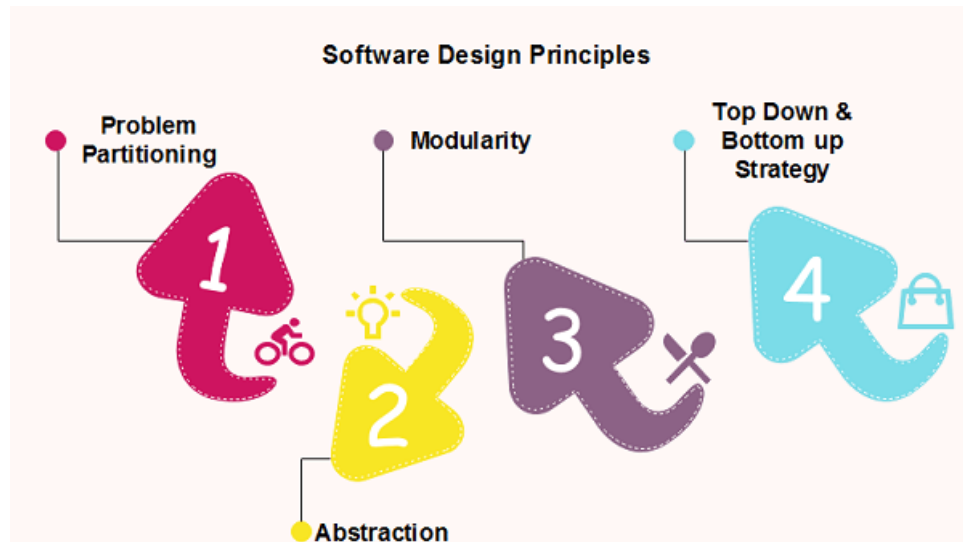 Software Design Principles
Problem
Partitioning
1
2
Abstraction
Modularity
3
Top Down &
Bottom up
Strategy
4